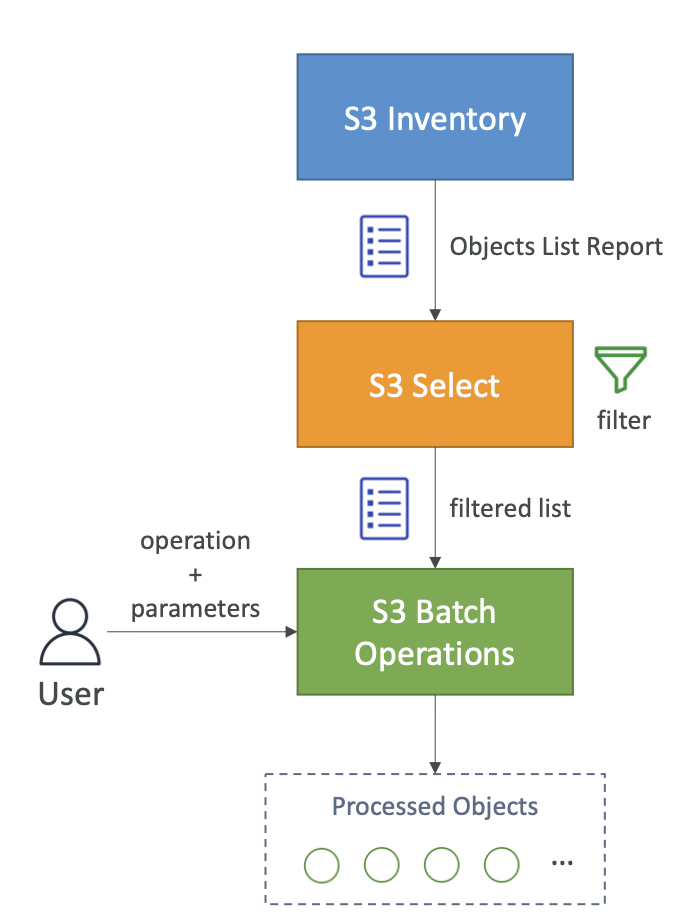 S3 Inventory
Objects List Report
S3 Select
filter
filtered list
operation
+
parameters
User
S3 Batch
Operations
Processed Objects
...